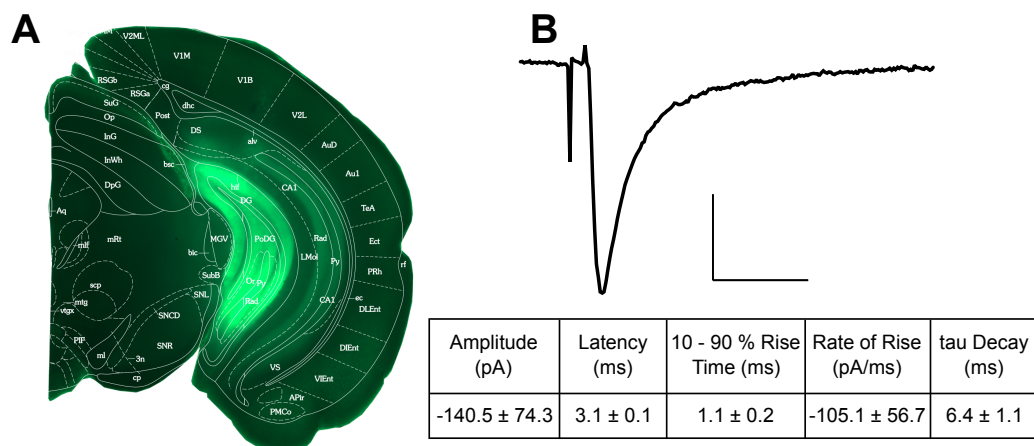 A
B
V2ML
V1M
V1B
RSGb
RSGa
cg
dhc
V2L
SuG
Post
Op
DS
alv
AuD
InG
bsc
InWh
CA1
Au1
DpG
hif
DG
TeA
Aq
MGV
PoDG
Rad
Ect
mlf
mRt
bic
LMol
Py
rf
SubB
PRh
scp
Or
Py
SNL
Rad
CA1
ec
mtg
DLEnt
vtgx
SNCD
PIF
SNR
DIEnt
ml
3n
VS
VIEnt
cp
APir
PMCo
Amplitude (pA)
Latency (ms)
10 - 90 % Rise Time (ms)
Rate of Rise (pA/ms)
tau Decay (ms)
-140.5 ± 74.3
3.1 ± 0.1
1.1 ± 0.2
-105.1 ± 56.7
6.4 ± 1.1